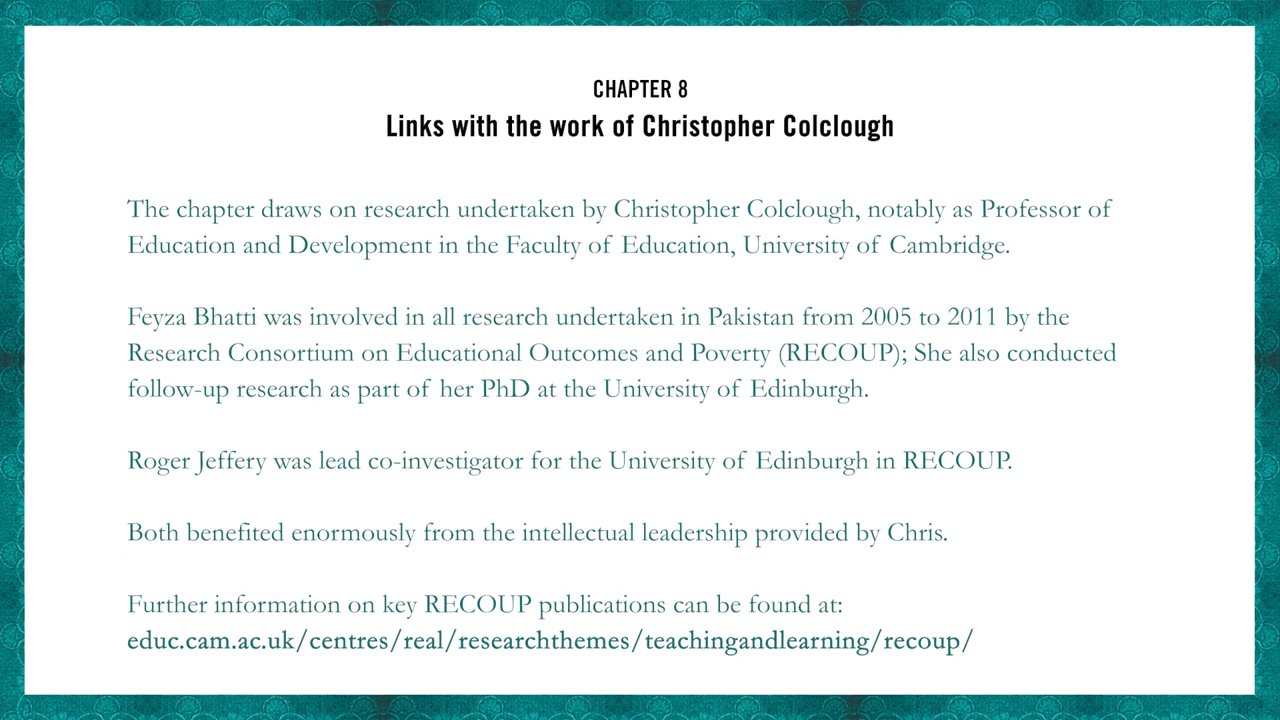 CHAPTER 8
Links with the work of Christopher Colclough
The chapter draws on research undertaken by Christopher Colclough, notably as Professor of
Education and Development in the Faculty of Education, University of Cambridge.
Feyza Bhatti was involved in all research undertaken in Pakistan from 2005 to 2011 by the
Research Consortium on Educational Outcomes and Poverty (RECOUP); She also conducted
follow-up research as part of her PhD at the University of Edinburgh.
Roger Jeffery was lead co-investigator for the University of Edinburgh in RECOUP.
Both benefited enormously from the intellectual leadership provided by Chris.
Further information on key RECOUP publications can be found at:
educ.cam.ac.uk/centres/real/researchthemes/teachingandlearning/recoup/